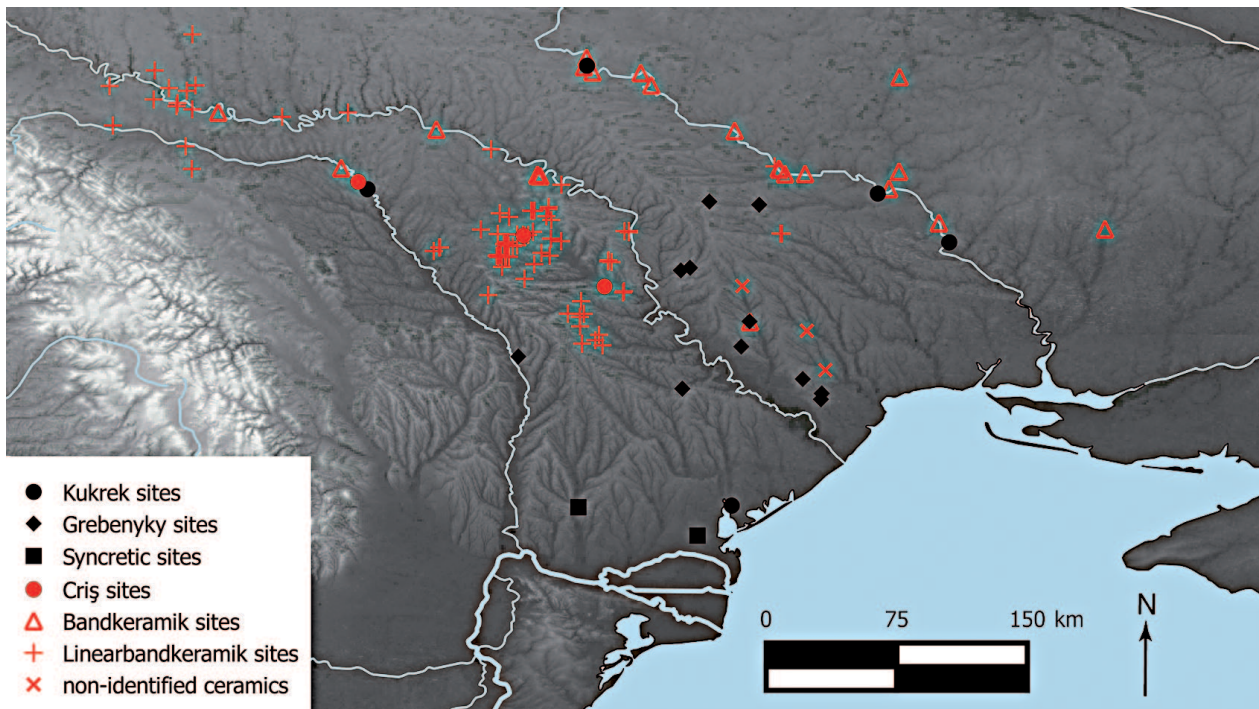 Kukrek sites
Grebenyky sites
Syncretic sites
Criş sites
Bandkeramik sites
Linearbandkeramik sites
non-identified ceramics
0 75 150 km
N